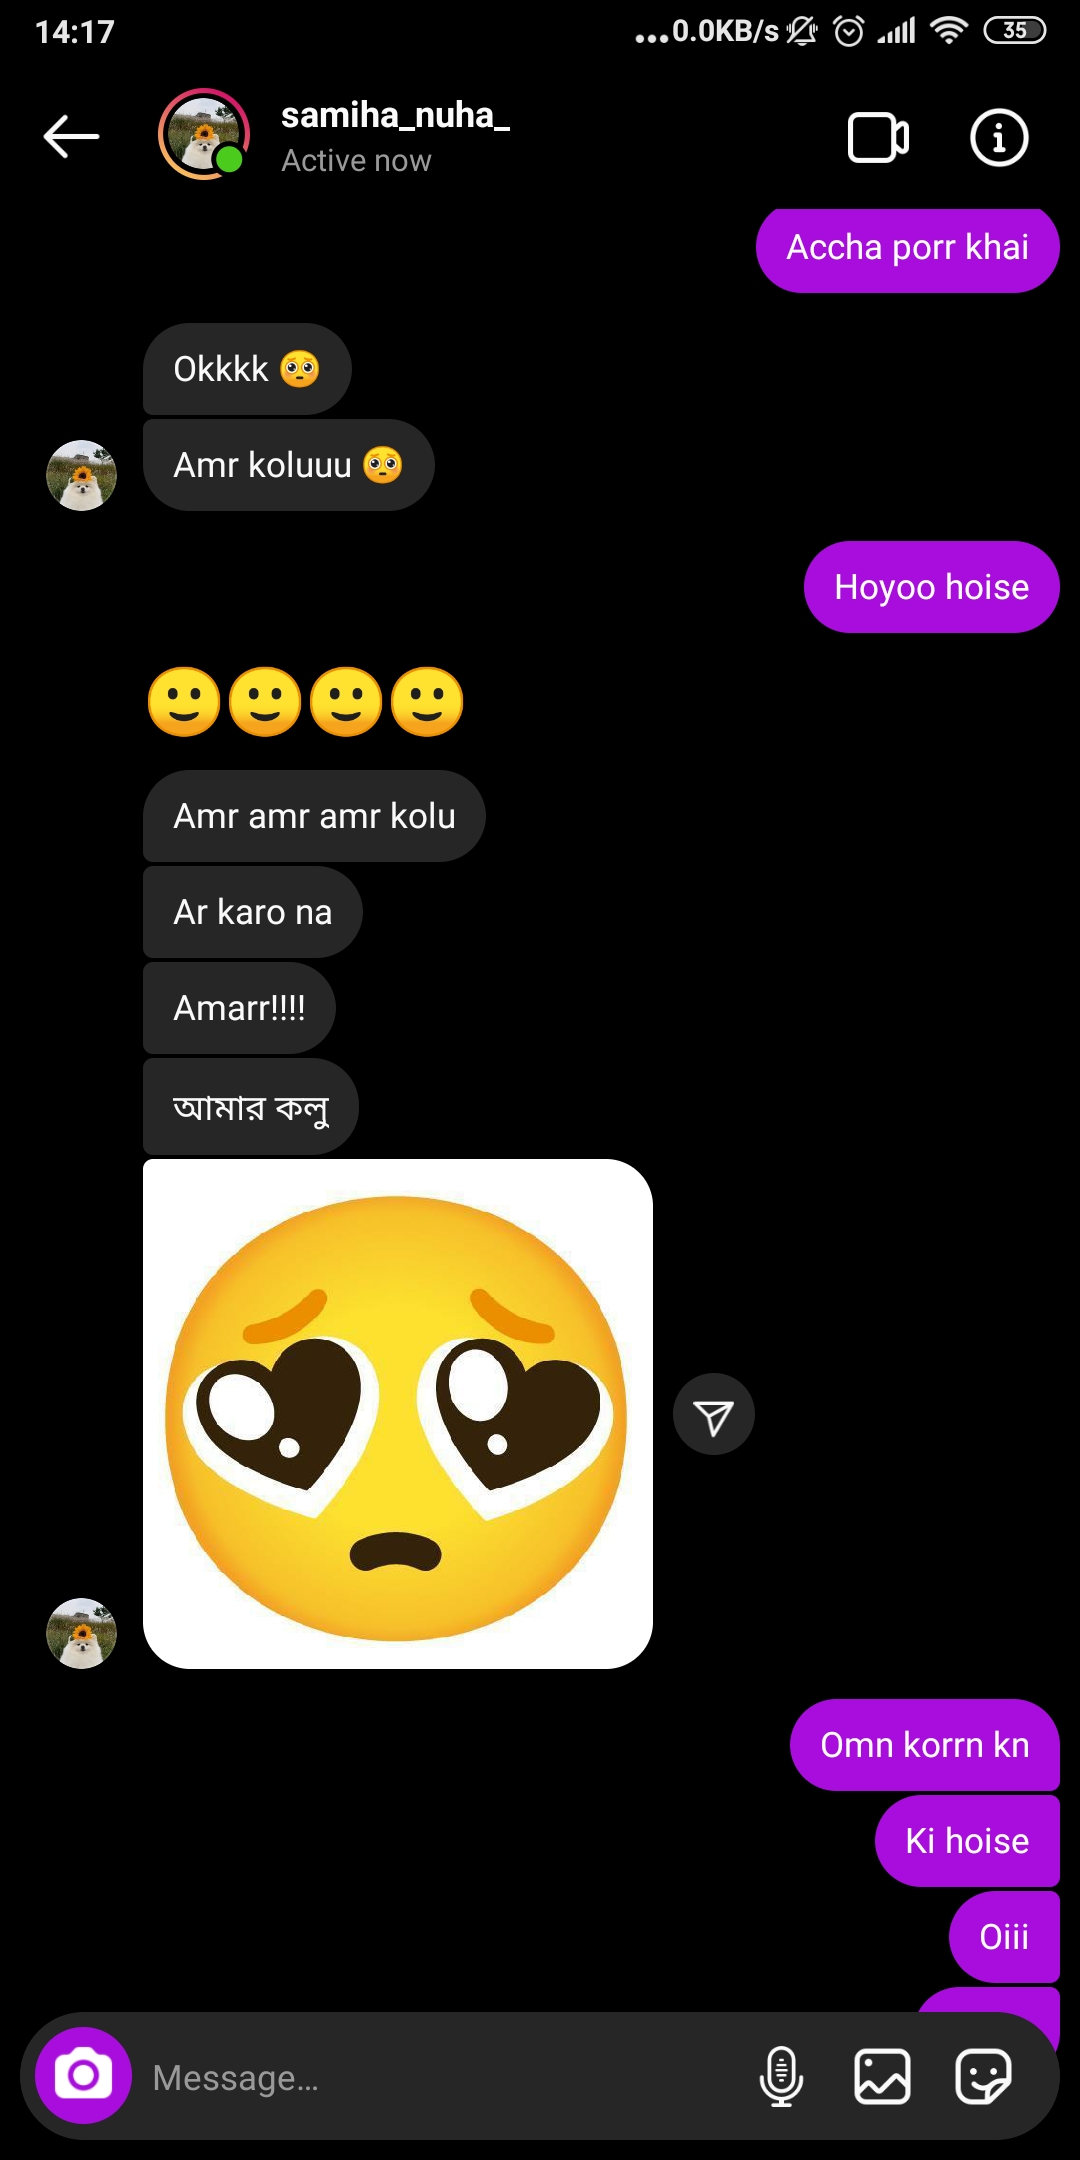 14:17
...0.0KB/s
35
samiha_nuha_
Active now
Accha porr khai
Okkkk 🥺
Amr koluuu 🥺
Hoyoo hoise
🙂🙂🙂🙂
Amr amr amr kolu
Ar karo na
Amarr!!!!
আমার কলু
Omn korrn kn
Ki hoise
Oiii
Message...